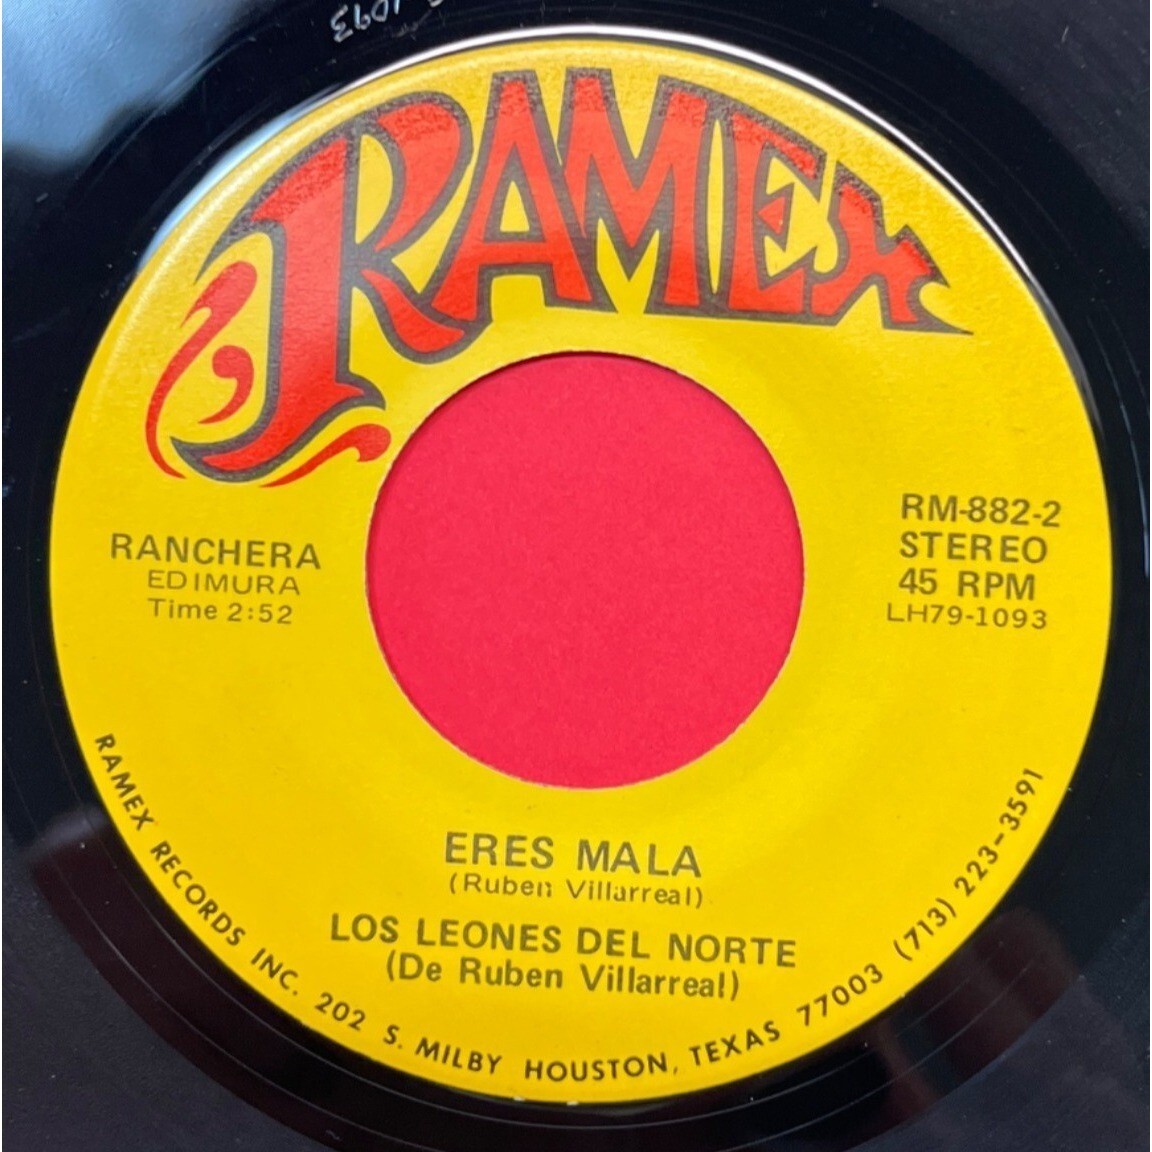 RAMEX
RANCHERA
EDIMURA
Time 2:52
RM-882-2
STEREO
45 RPM
LH79-1093
ERES MALA
(Ruben Villarreal)
LOS LEONES DEL NORTE
(De Ruben Villarreal)
RAMEX RECORDS INC. 202 S. MILBY HOUSTON, TEXAS 77003 (713) 223-3591